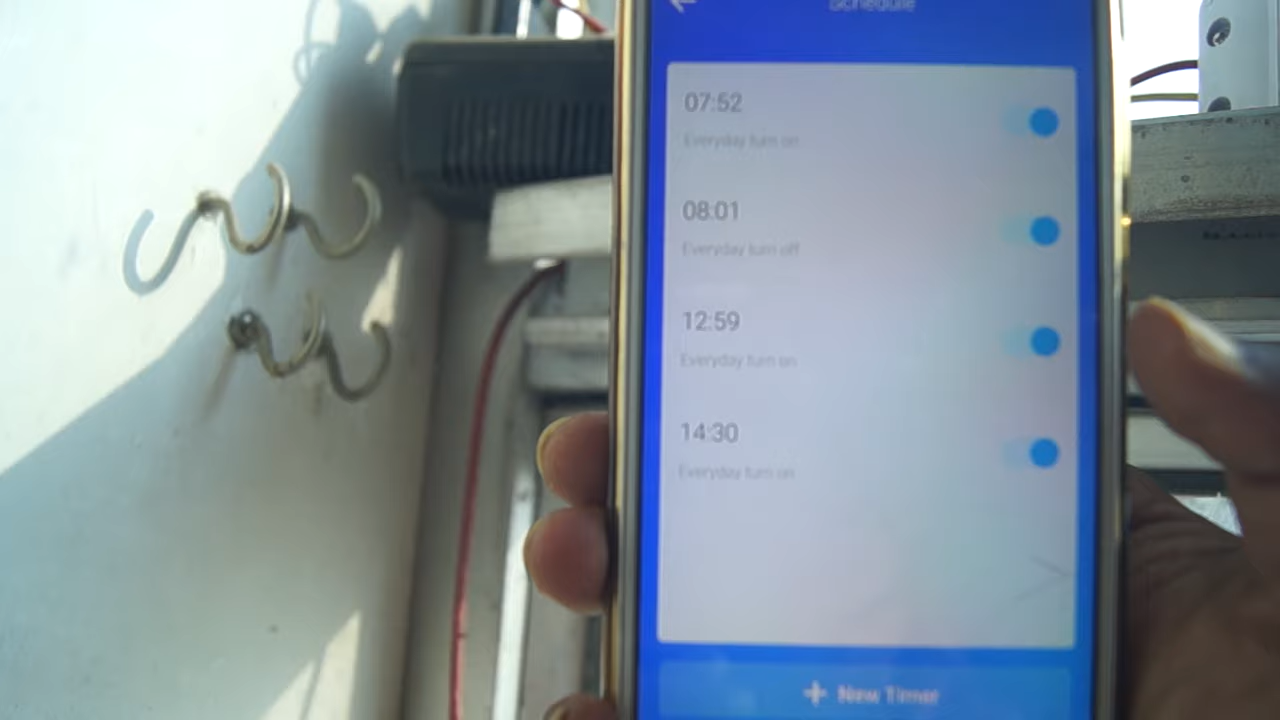 Schedule
07:52
Everyday turn on
08:01
Everyday turn off
12:59
Everyday turn on
14:30
Everyday turn on
+ New Timer